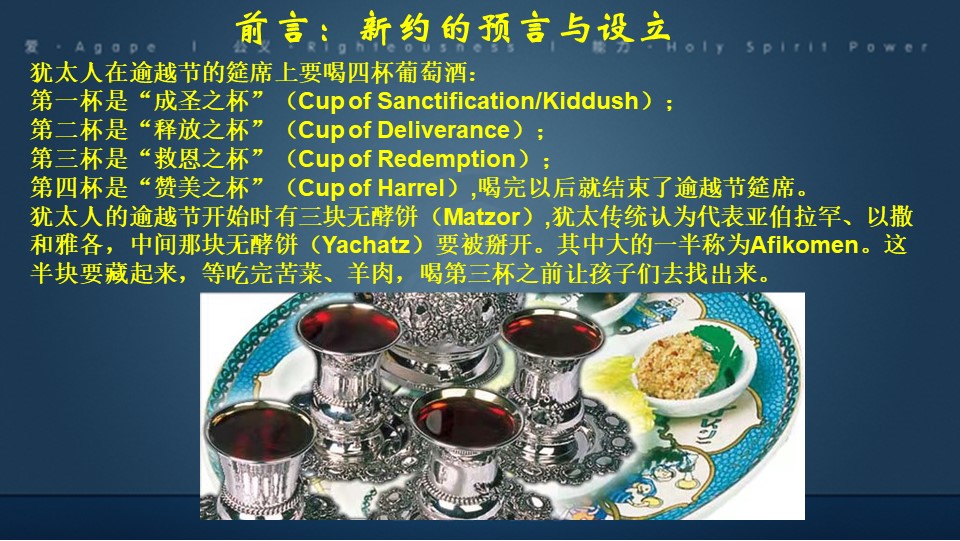 前言：新约的预言与设立
爱 - Agape | 公义 - Righteousness | 能力 - Holy Spirit Power
犹太人在逾越节的筵席上要喝四杯葡萄酒：
第一杯是“成圣之杯”（Cup of Sanctification/Kiddush）；
第二杯是“释放之杯”（Cup of Deliverance）；
第三杯是“救恩之杯”（Cup of Redemption）；
第四杯是“赞美之杯”（Cup of Harrel）,喝完以后就结束了逾越节筵席。
犹太人的逾越节开始时有三块无酵饼（Matzor）,犹太传统认为代表亚伯拉罕、以撒
和雅各，中间那块无酵饼（Yachatz）要被掰开。其中大的一半称为Afikomen。这
半块要藏起来，等吃完苦菜、羊肉，喝第三杯之前让孩子们去找出来。